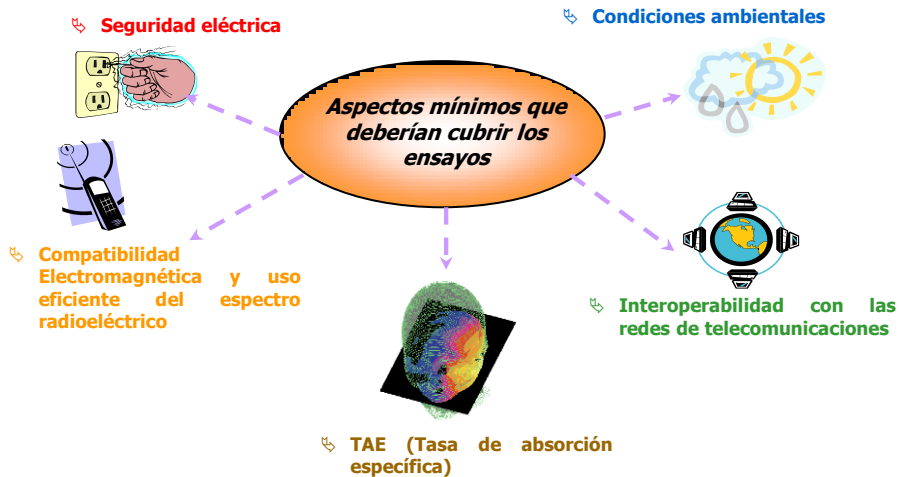 Seguridad eléctrica
Condiciones ambientales
Aspectos mínimos que
deberían cubrir los
ensayos
Compatibilidad
Electromagnética y uso
eficiente del espectro
radioeléctrico
Interoperabilidad con las
redes de telecomunicaciones
TAE (Tasa de absorción
específica)